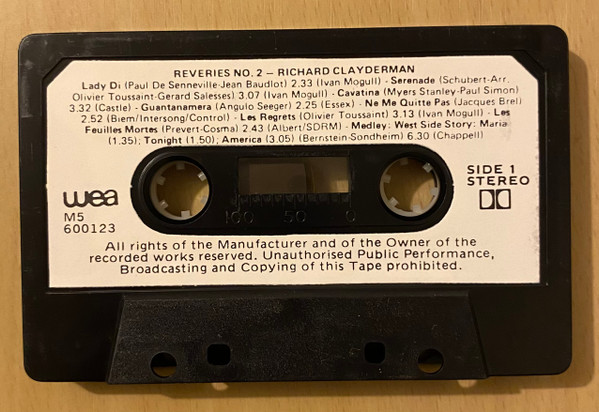 REVERIES NO. 2 – RICHARD CLAYDERMAN
Lady Di (Paul De Senneville-Jean Baudlot) 2.33 (Ivan Mogull) - Serenade (Schubert-Arr.
Olivier Toussaint-Gerard Salesses) 3.07 (Ivan Mogull) - Cavatina (Myers Stanley-Paul Simon)
3.32 (Castle) - Guantanamera (Angulo Seeger) 2.25 (Essex) - Ne Me Quitte Pas (Jacques Brel)
2.52 (Biem/Intersong/Control) - Les Regrets (Olivier Toussaint) 3.13 (Ivan Mogull) - Les
Feuilles Mortes (Prevert-Cosma) 2.43 (Albert/SDRM) - Medley: West Side Story: Maria
(1.35); Tonight (1.50); America (3.05) (Bernstein-Sondheim) 6.30 (Chappell)
wea
M5
600123
SIDE 1
STEREO
100 50 0
All rights of the Manufacturer and of the Owner of the
recorded works reserved. Unauthorised Public Performance,
Broadcasting and Copying of this Tape prohibited.